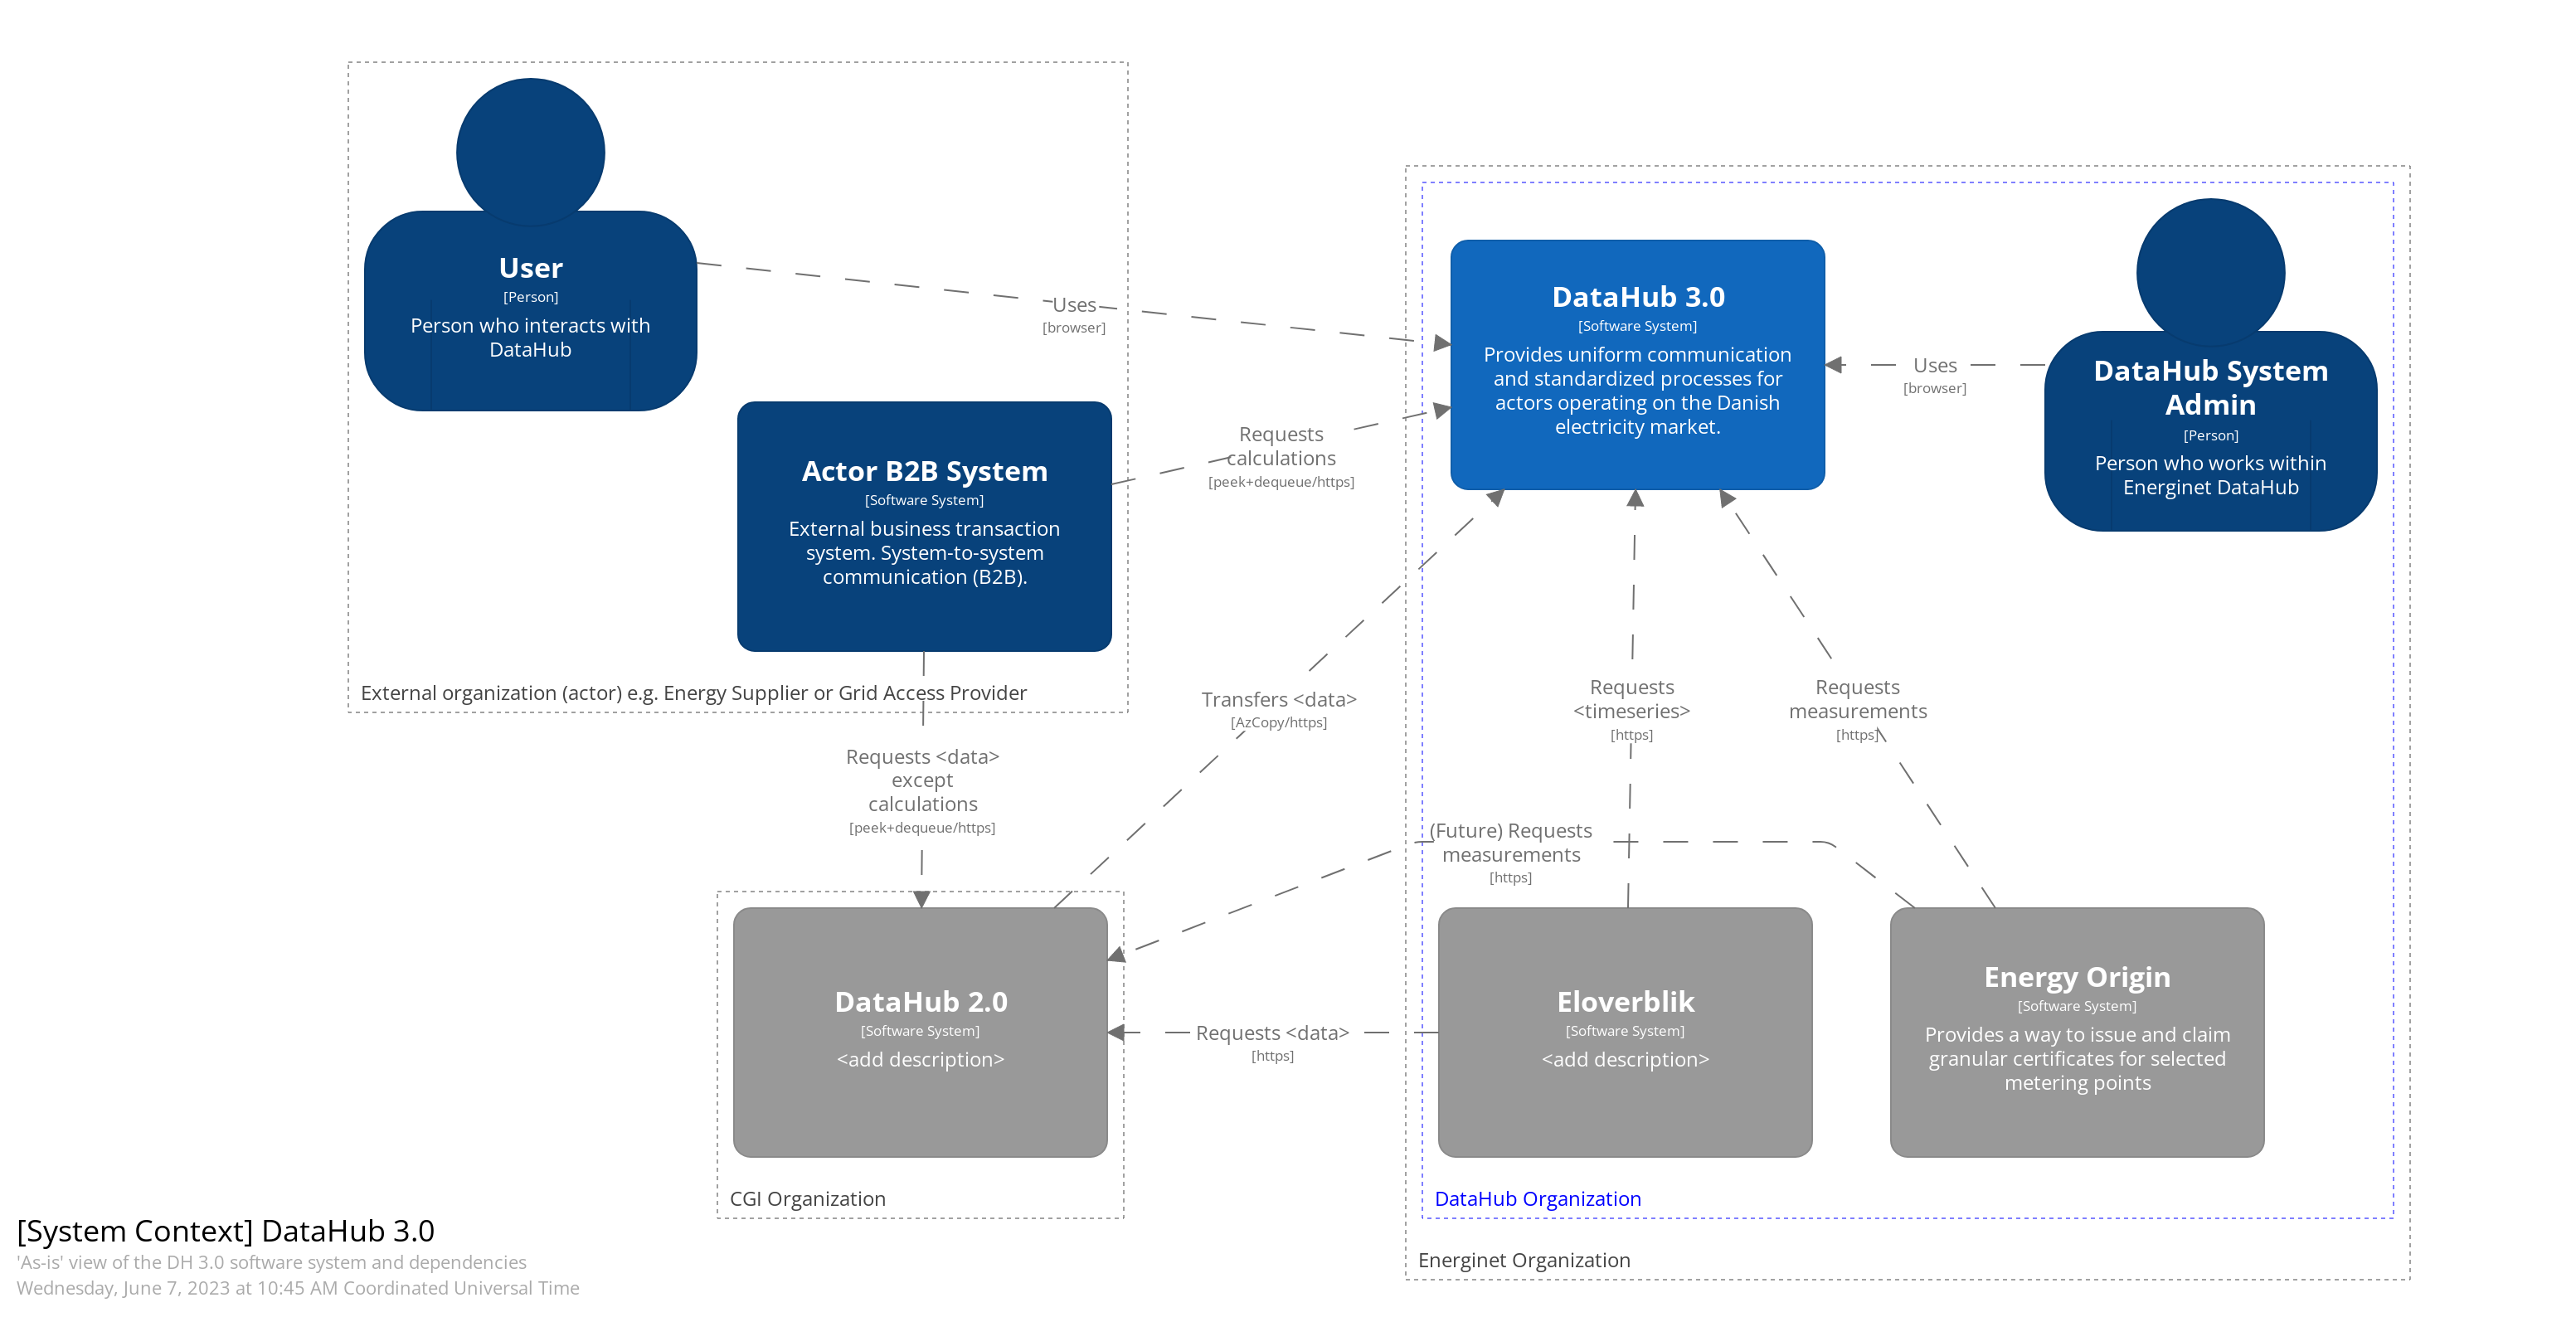 User
[Person]
Person who interacts with
DataHub
Uses
[browser]
DataHub 3.0
[Software System]
Provides uniform communication
and standardized processes for
actors operating on the Danish
electricity market.
Uses
[browser]
DataHub System
Admin
[Person]
Person who works within
Energinet DataHub
Actor B2B System
[Software System]
External business transaction
system. System-to-system
communication (B2B).
Requests
calculations
[peek+dequeue/https]
External organization (actor) e.g. Energy Supplier or Grid Access Provider
Transfers <data>
[AzCopy/https]
Requests
<timeseries>
[https]
Requests
measurements
[https]
Requests <data>
except
calculations
[peek+dequeue/https]
(Future) Requests
measurements
[https]
DataHub 2.0
[Software System]
<add description>
Requests <data>
[https]
Eloverblik
[Software System]
<add description>
Energy Origin
[Software System]
Provides a way to issue and claim
granular certificates for selected
metering points
CGI Organization
DataHub Organization
Energinet Organization
[System Context] DataHub 3.0
'As-is' view of the DH 3.0 software system and dependencies
Wednesday, June 7, 2023 at 10:45 AM Coordinated Universal Time